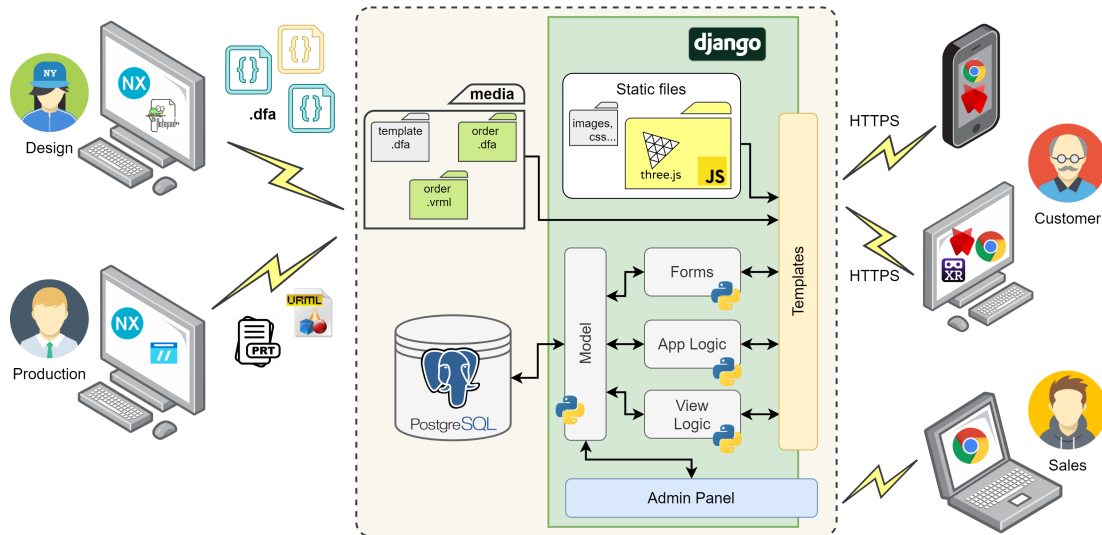 NY
NX
Notepad++
Design
{}
{}
{}
.dfa
media
template
.dfa
order
.dfa
order
.vrml
django
Static files
images,
css...
three.js
JS
HTTPS
Customer
HTTPS
XR
Templates
Forms
Model
App Logic
View
Logic
PostgreSQL
Admin Panel
NX
Production
VRML
PRT
Sales